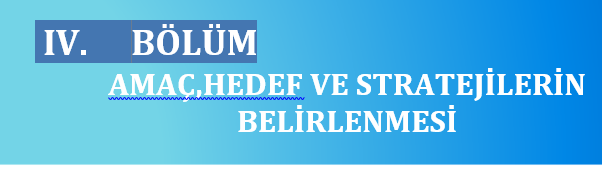 IV. BÖLÜM
AMAÇ,HEDEF VE STRATEJİLERİN
BELİRLENMESİ